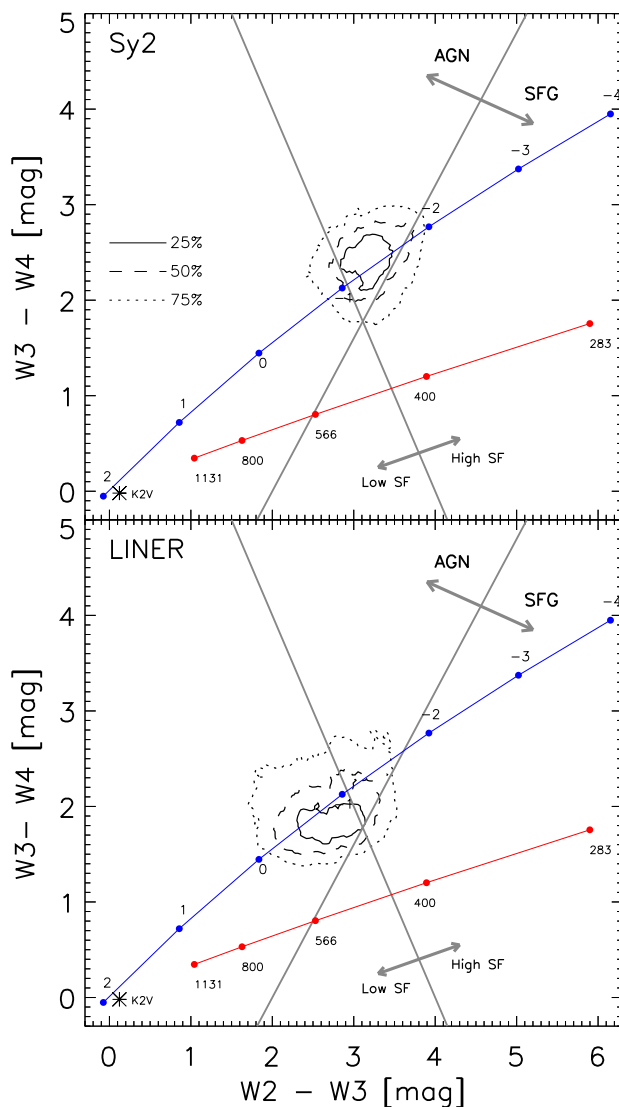 5
Sy2
AGN
SFG
-4
4
-3
3
-2
25%
50%
75%
-1
2
0
1
283
1
400
566
800
1131
High SF
Low SF
2
K2V
0
W3 - W4 [mag]
5
LINER
AGN
SFG
-4
4
-3
3
-2
-1
2
0
1
283
1
400
566
800
1131
High SF
Low SF
2
K2V
0
W3- W4 [mag]
0 1 2 3 4 5 6
W2 - W3 [mag]